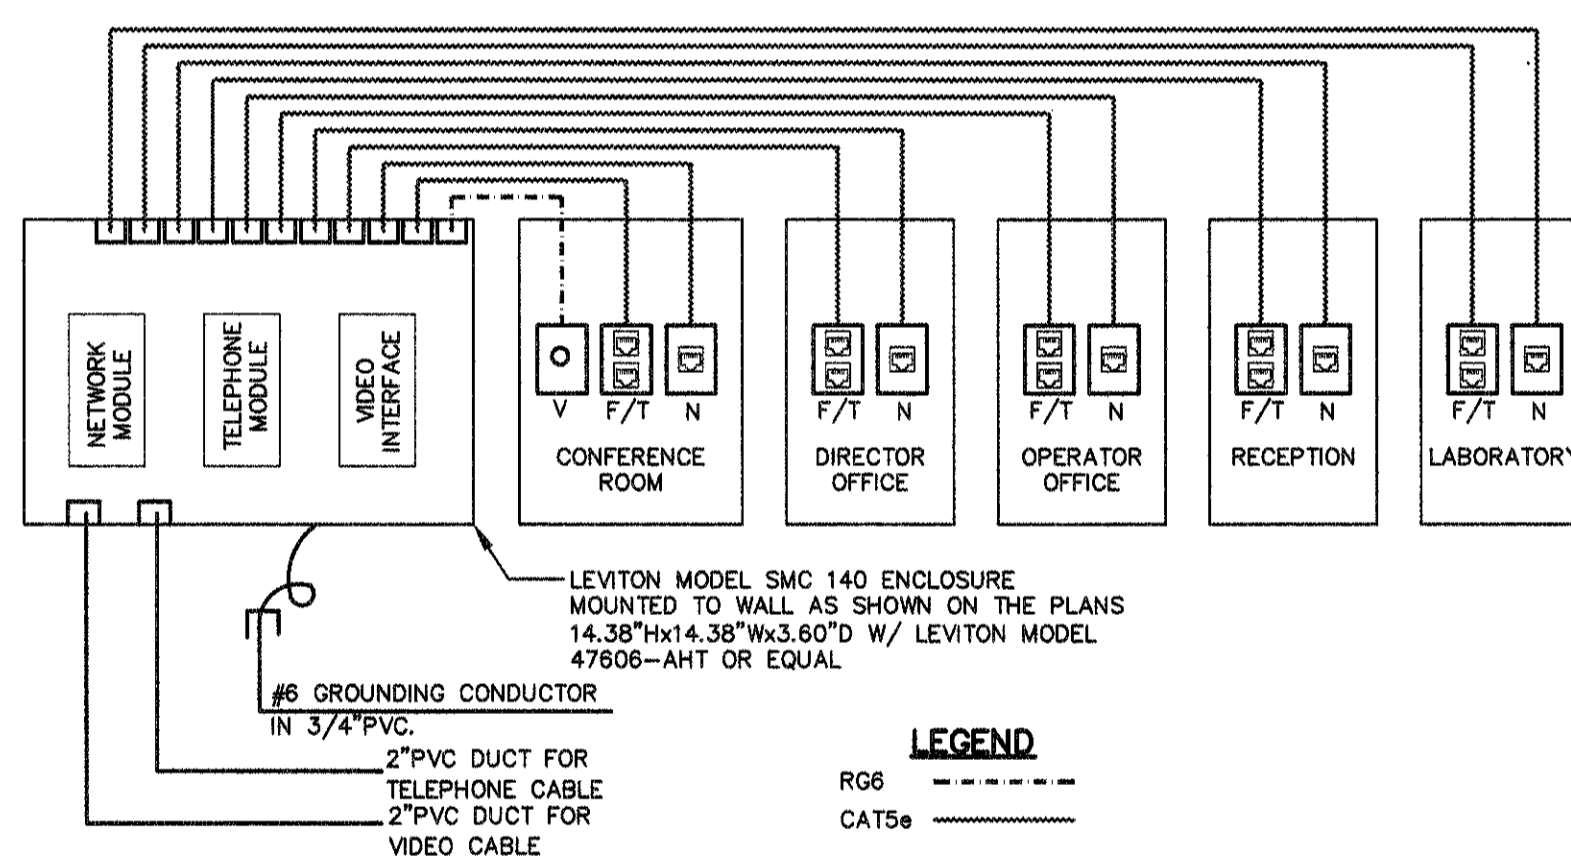 NETWORK
MODULE
TELEPHONE
MODULE
VIDEO
INTERFACE
V
F/T
N
CONFERENCE
ROOM
F/T
N
DIRECTOR
OFFICE
F/T
N
OPERATOR
OFFICE
F/T
N
RECEPTION
F/T
N
LABORATORY
LEVITON MODEL SMC 140 ENCLOSURE
MOUNTED TO WALL AS SHOWN ON THE PLANS
14.38"Hx14.38"Wx3.60"D W/ LEVITON MODEL
47606-AHT OR EQUAL
#6 GROUNDING CONDUCTOR
IN 3/4"PVC.
2"PVC DUCT FOR
TELEPHONE CABLE
2"PVC DUCT FOR
VIDEO CABLE
LEGEND
RG6
CAT5e